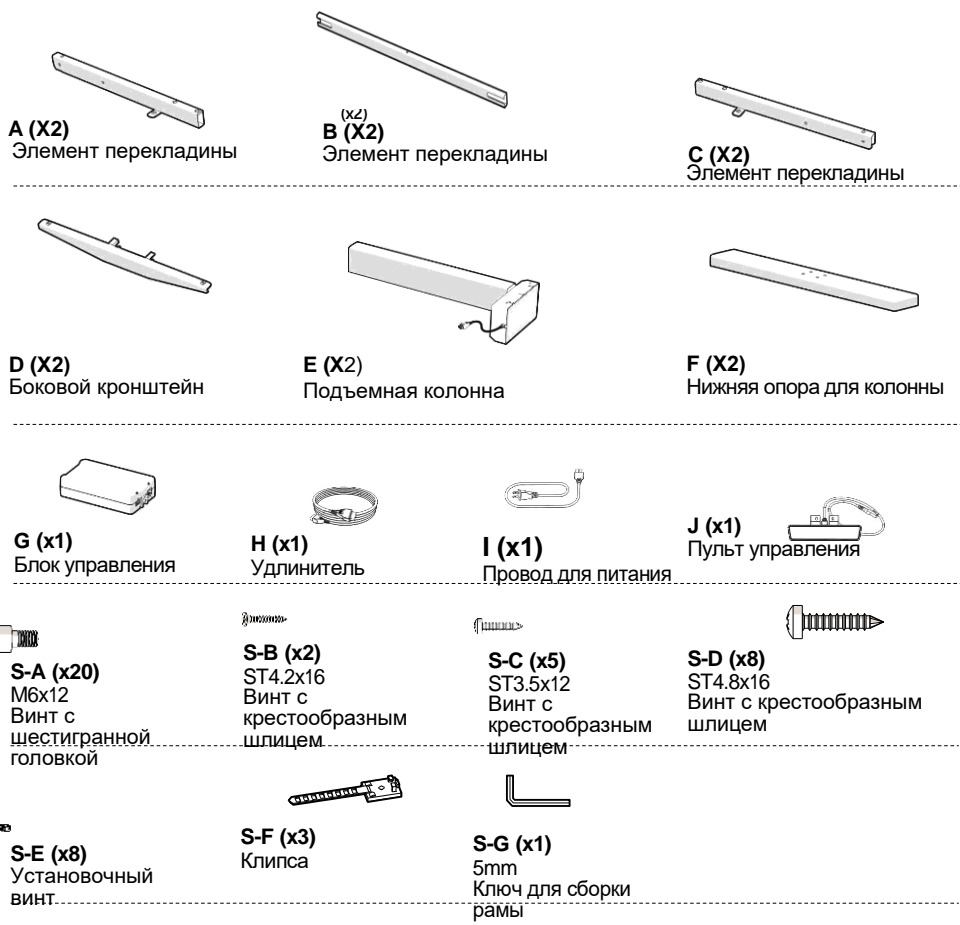 A (X2)
Элемент перекладины
(x2)
B (X2)
Элемент перекладины
C (X2)
Элемент перекладины
D (X2)
Боковой кронштейн
E (X2)
Подъемная колонна
F (X2)
Нижняя опора для колонны
G (x1)
Блок управления
H (x1)
Удлинитель
I (x1)
Провод для питания
J (x1)
Пульт управления
S-A (x20)
M6x12
Винт с
шестигранной
головкой
S-B (x2)
ST4.2x16
Винт с
крестообразным
шлицем
S-C (x5)
ST3.5x12
Винт с
крестообразным
шлицем
S-D (x8)
ST4.8x16
Винт с крестообразным
шлицем
S-E (x8)
Установочный
винт
S-F (x3)
Клипса
S-G (x1)
5mm
Ключ для сборки
рамы